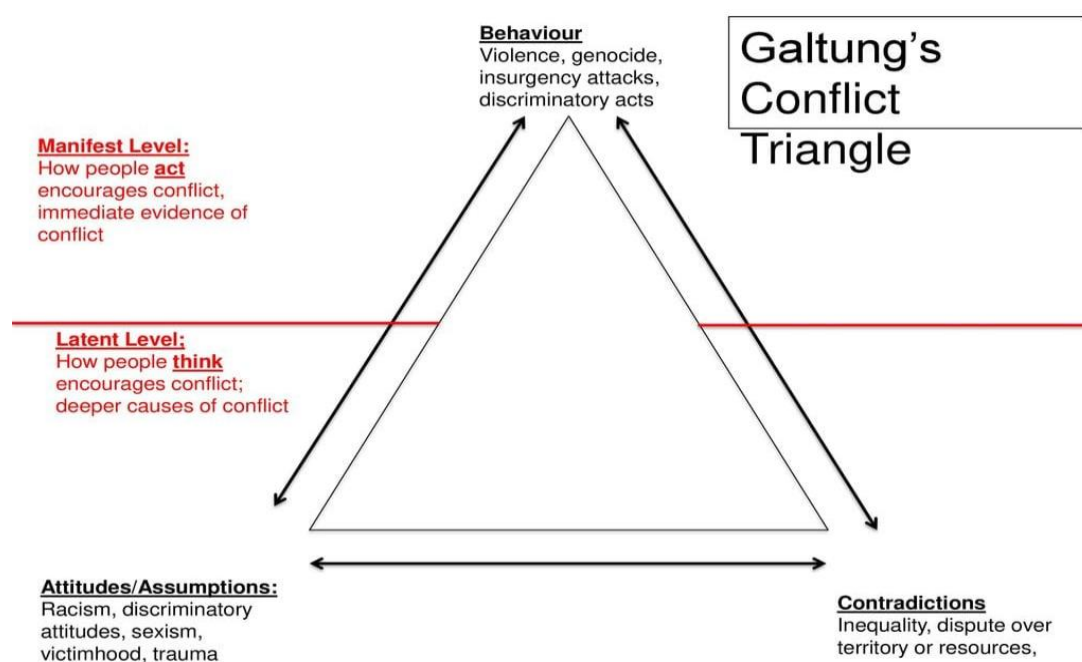 Galtung's
Conflict
Triangle
Behaviour
Violence, genocide,
insurgency attacks,
discriminatory acts
Manifest Level:
How people act
encourages conflict,
immediate evidence of
conflict
Latent Level;
How people think
encourages conflict;
deeper causes of conflict
Attitudes/Assumptions:
Racism, discriminatory
attitudes, sexism,
victimhood, trauma
Contradictions
Inequality, dispute over
territory or resources,